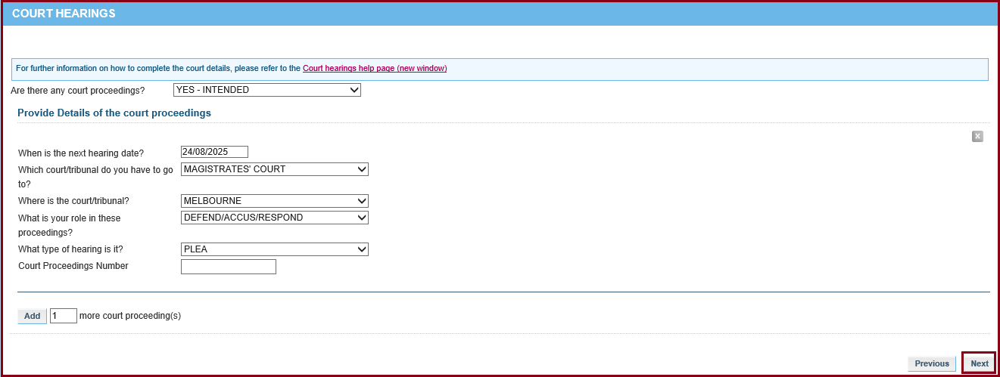 COURT HEARINGS
For further information on how to complete the court details, please refer to the Court hearings help page (new window)
Are there any court proceedings? YES - INTENDED
Provide Details of the court proceedings
x
When is the next hearing date? 24/08/2025
Which court/tribunal do you have to go
to?
MAGISTRATES' COURT
Where is the court/tribunal? MELBOURNE
What is your role in these
proceedings?
DEFEND/ACCUS/RESPOND
What type of hearing is it? PLEA
Court Proceedings Number
Add 1 more court proceeding(s)
Previous Next